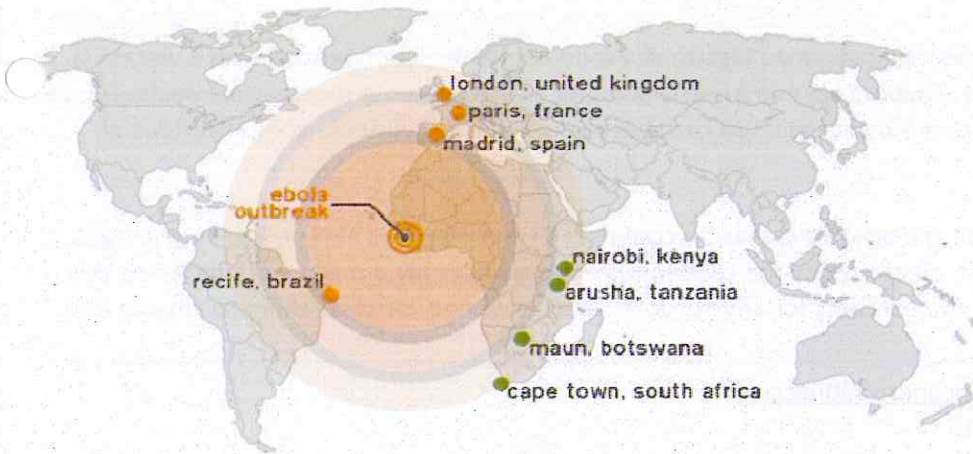 london, united kingdom
paris, france
madrid, spain
ebola
outbreak
nairobi, kenya
recife, brazil
arusha, tanzania
maun, botswana
cape town, south africa